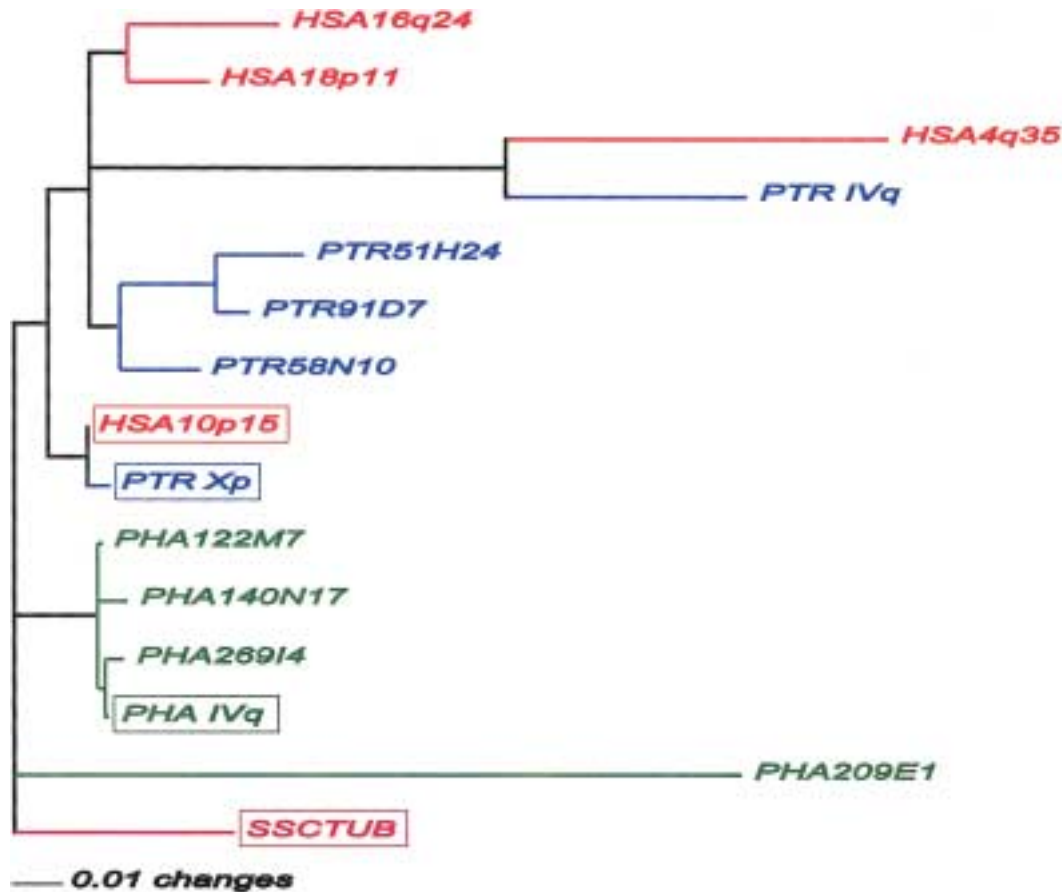 HSA16q24
HSA18p11
HSA4q35
PTR IVq
PTR51H24
PTR91D7
PTR58N10
HSA10p15
PTR Xp
PHA122M7
PHA140N17
PHA269I4
PHA IVq
PHA209E1
SSCTUB
0.01 changes